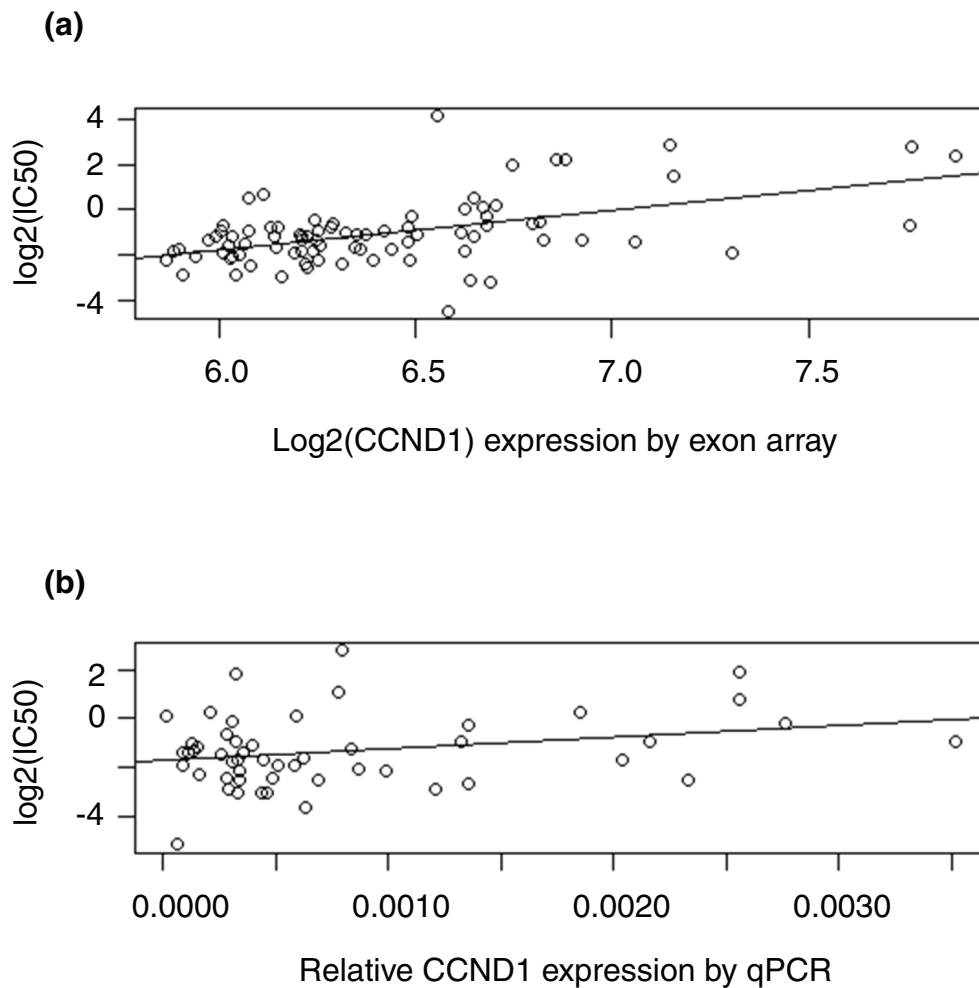 (a)
log2(IC50)
4
2
0
-4
6.0 6.5 7.0 7.5
Log2(CCND1) expression by exon array
(b)
log2(IC50)
2
0
-4
0.0000 0.0010 0.0020 0.0030
Relative CCND1 expression by qPCR